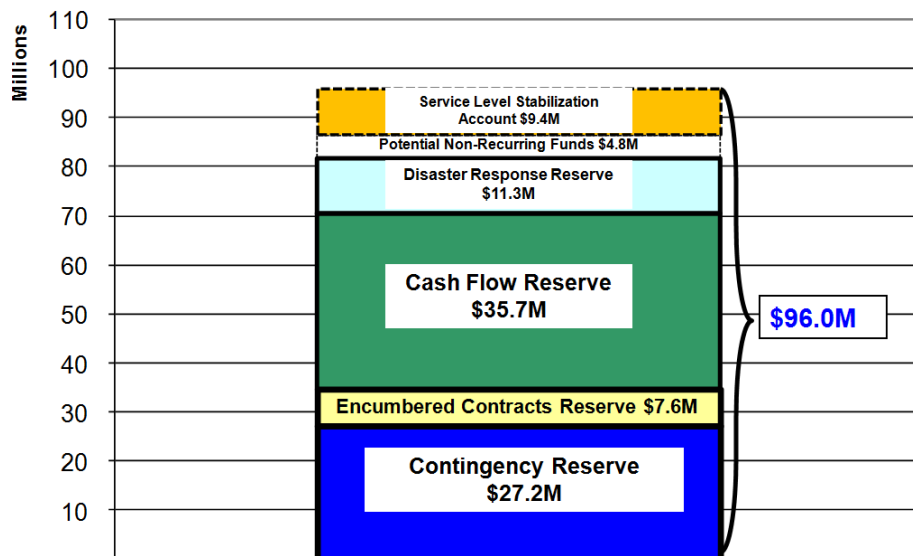 Millions
110
100
90
80
70
60
50
40
30
20
10
Service Level Stabilization
Account $9.4M
Potential Non-Recurring Funds $4.8M
Disaster Response Reserve
$11.3M
Cash Flow Reserve
$35.7M
Encumbered Contracts Reserve $7.6M
Contingency Reserve
$27.2M
$96.0M